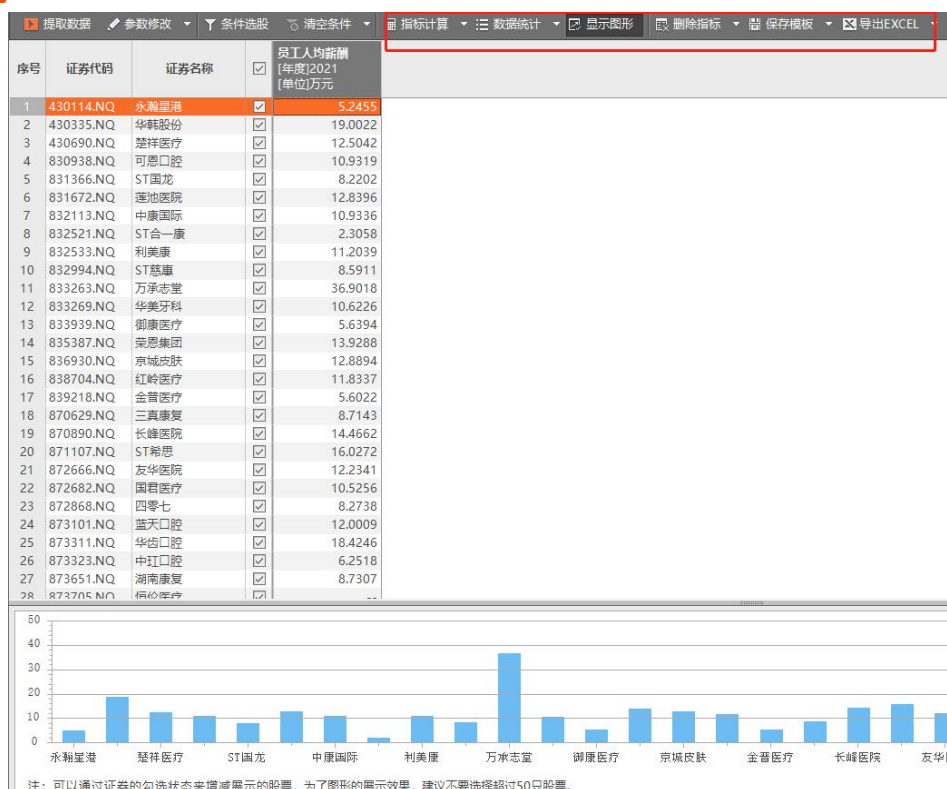 提取数据 参数修改 条件选股 清空条件 指标计算 数据统计 显示图形 删除指标 保存模板 导出EXCEL
序号 证券代码 证券名称 员工人均薪酬
[年度]2021
[单位]万元
1 430114.NQ 永瀚星港 5.2455
2 430335.NQ 华韩股份 19.0022
3 430690.NQ 楚祥医疗 12.5042
4 830938.NQ 可恩口腔 10.9319
5 831366.NQ ST国龙 8.2202
6 831672.NQ 莲池医院 12.8396
7 832113.NQ 中康国际 10.9336
8 832521.NQ ST合一康 2.3058
9 832533.NQ 利美康 11.2039
10 832994.NQ ST慈惠 8.5911
11 833263.NQ 万承志堂 36.9018
12 833269.NQ 华美牙科 10.6226
13 833939.NQ 御康医疗 5.6394
14 835387.NQ 荣恩集团 13.9288
15 836930.NQ 京城皮肤 12.8894
16 838704.NQ 红岭医疗 11.8337
17 839218.NQ 金晋医疗 5.6022
18 870629.NQ 三真康复 8.7143
19 870890.NQ 长峰医院 14.4662
20 871107.NQ ST希思 16.0272
21 872666.NQ 友华医院 12.2341
22 872682.NQ 国君医疗 10.5256
23 872868.NQ 四零七 8.2738
24 873101.NQ 蓝天口腔 12.0009
25 873311.NQ 华齿口腔 18.4246
26 873323.NQ 中玒口腔 6.2518
27 873651.NQ 湖南康复 8.7307
28 873705.NQ 恒伦医疗 --
50
40
30
20
10
0
永瀚星港 楚祥医疗 ST国龙 中康国际 利美康 万承志堂 御康医疗 京城皮肤 金晋医疗 长峰医院 友华
注：可以通过证券的勾选状态来增减展示的股票，为了图形的展示效果，建议不要选择超过50只股票。